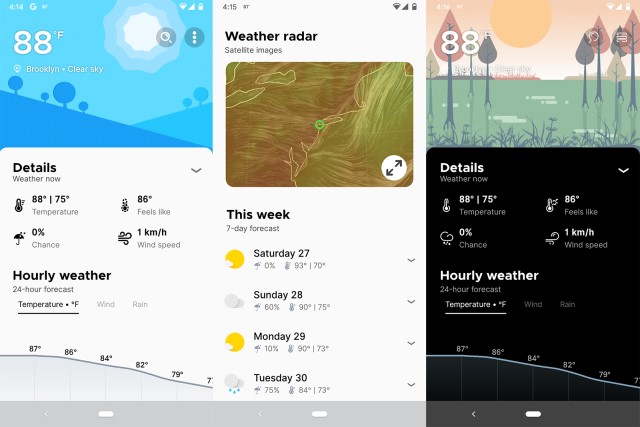 4:14 G 87°
88 °F
Brooklyn • Clear sky
Details
Weather now
88° | 75°
Temperature
86°
Feels like
0%
Chance
1 km/h
Wind speed
Hourly weather
24-hour forecast
Temperature • °F
Wind
Rain
87°
86°
84°
82°
79°
4:15 87°
Weather radar
Satellite images
This week
7-day forecast
Saturday 27
0% 93° | 70°
Sunday 28
60% 90° | 75°
Monday 29
10% 90° | 73°
Tuesday 30
75% 84° | 73°
88 °F
Brooklyn • Clear sky
Details
Weather now
88° | 75°
Temperature
86°
Feels like
0%
Chance
1 km/h
Wind speed
Hourly weather
24-hour forecast
Temperature • °F
Wind
Rain
87°
86°
84°
82°
79°